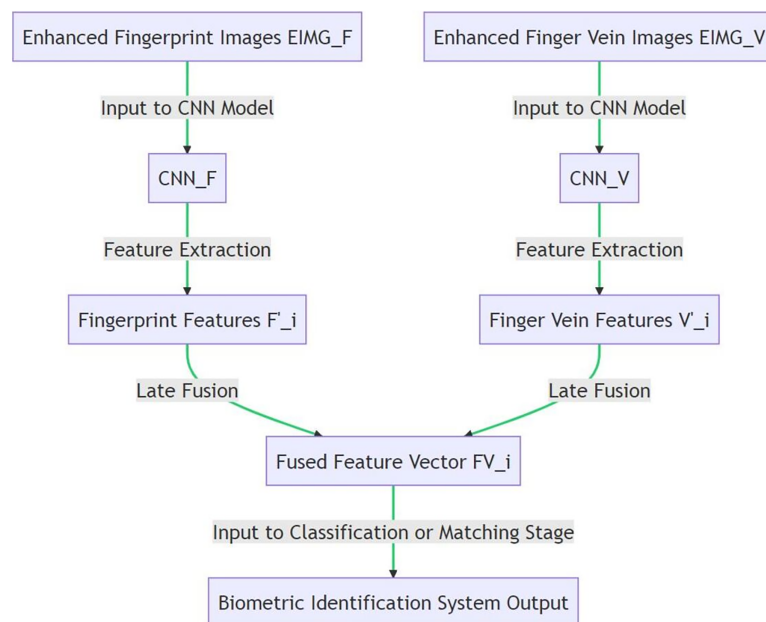 Enhanced Fingerprint Images EIMG_F
Enhanced Finger Vein Images EIMG_V
Input to CNN Model
Input to CNN Model
CNN_F
CNN_V
Feature Extraction
Feature Extraction
Fingerprint Features F'_i
Finger Vein Features V'_i
Late Fusion
Late Fusion
Fused Feature Vector FV_i
Input to Classification or Matching Stage
Biometric Identification System Output